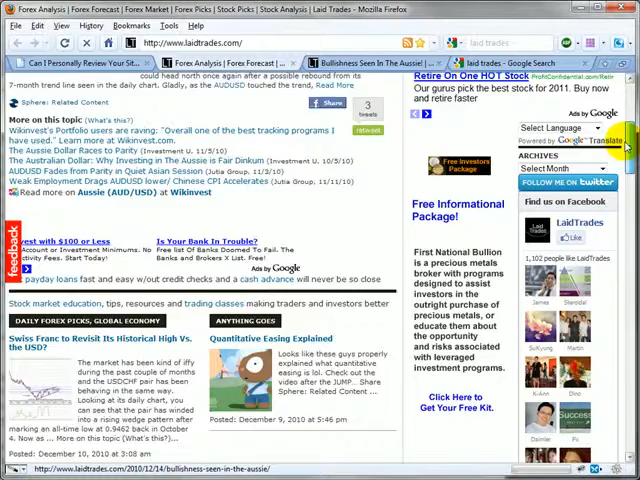 Forex Analysis | Forex Forecast | Forex Market | Forex Picks | Stock Picks | Stock Analysis | Laid Trades - Mozilla Firefox
File Edit View History Bookmarks Tools Help
http://www.laidtrades.com/
laid trades
Can I Personally Review Your Sit...
Forex Analysis | Forex Forecast | ...
Bullishness Seen In The Aussie! | ...
laid trades - Google Search
could head north once again after a possible rebound from its
7-month trend line seen in the daily chart. Gladly, as the AUDUSD touched the trend, Read More
Sphere: Related Content
Share
3
tweets
retweet
More on this topic (What's this?)
Wikinvest's Portfolio users are raving: "Overall one of the best tracking programs I
have used." Learn more at Wikinvest.com.
The Aussie Dollar Races to Parity (Investment U, 11/5/10)
The Australian Dollar: Why Investing in The Aussie is Fair Dinkum (Investment U, 11/11/10)
AUDUSD Fades from Parity in Quiet Asian Session (Jutia Group, 11/11/10)
Weak Employment Drags AUDUSD lower/ Chinese CPI Accelerates (Jutia Group, 11/11/10)
Read more on Aussie (AUD/US) at Wikinvest
feedback
vest with $100 or Less
Account or Investment Minimums. No
ctivity Fees. Start Today!
Is Your Bank In Trouble?
Free list Of Banks Doomed To Fail. The
Banks and Brokers X List. Free!
Ads by Google
payday loans fast and easy w/out credit checks and a cash advance will never be so close
Stock market education, tips, resources and trading classes making traders and investors better
DAILY FOREX PICKS, GLOBAL ECONOMY
Swiss Franc to Revisit Its Historical High Vs.
the USD?
The market has been kind of iffy
during the past couple of months
and the USDCHF pair has been
behaving in the same way.
Looking at its daily chart, you
can see that the pair has winded
into a rising wedge pattern after
marking an all-time low at 0.9462 back in October
4. Now as ... More on this topic (What's this?)...
Posted: December 10, 2010 at 3:08 am
ANYTHING GOES
Quantitative Easing Explained
Looks like these guys properly
explained what quantitative
easing is lol. Check out the
video after the JUMP... Share
Sphere: Related Content ...
Posted: December 9, 2010 at 5:46 pm
Retire On One HOT Stock
ProfitConfidential.com/Retir
Our gurus pick the best stock for 2011. Buy now
and retire faster
Ads by Google
Free Investors
Package
Free Informational
Package!
First National Bullion
is a precious metals
broker with programs
designed to assist
investors in the
outright purchase of
precious metals, or
educate them about
the opportunity
and risks associated
with leveraged
investment programs.
Click Here to
Get Your Free Kit.
Select Language
Powered by Google Translate
ARCHIVES
Select Month
FOLLOW ME ON twitter
Find us on Facebook
LaidTrades
Like
1,102 people like LaidTrades
James
Steroidal
SuKyung
Martin
K-Ann
Dino
Daimler
Po
http://www.laidtrades.com/2010/12/14/bullishness-seen-in-the-aussie/